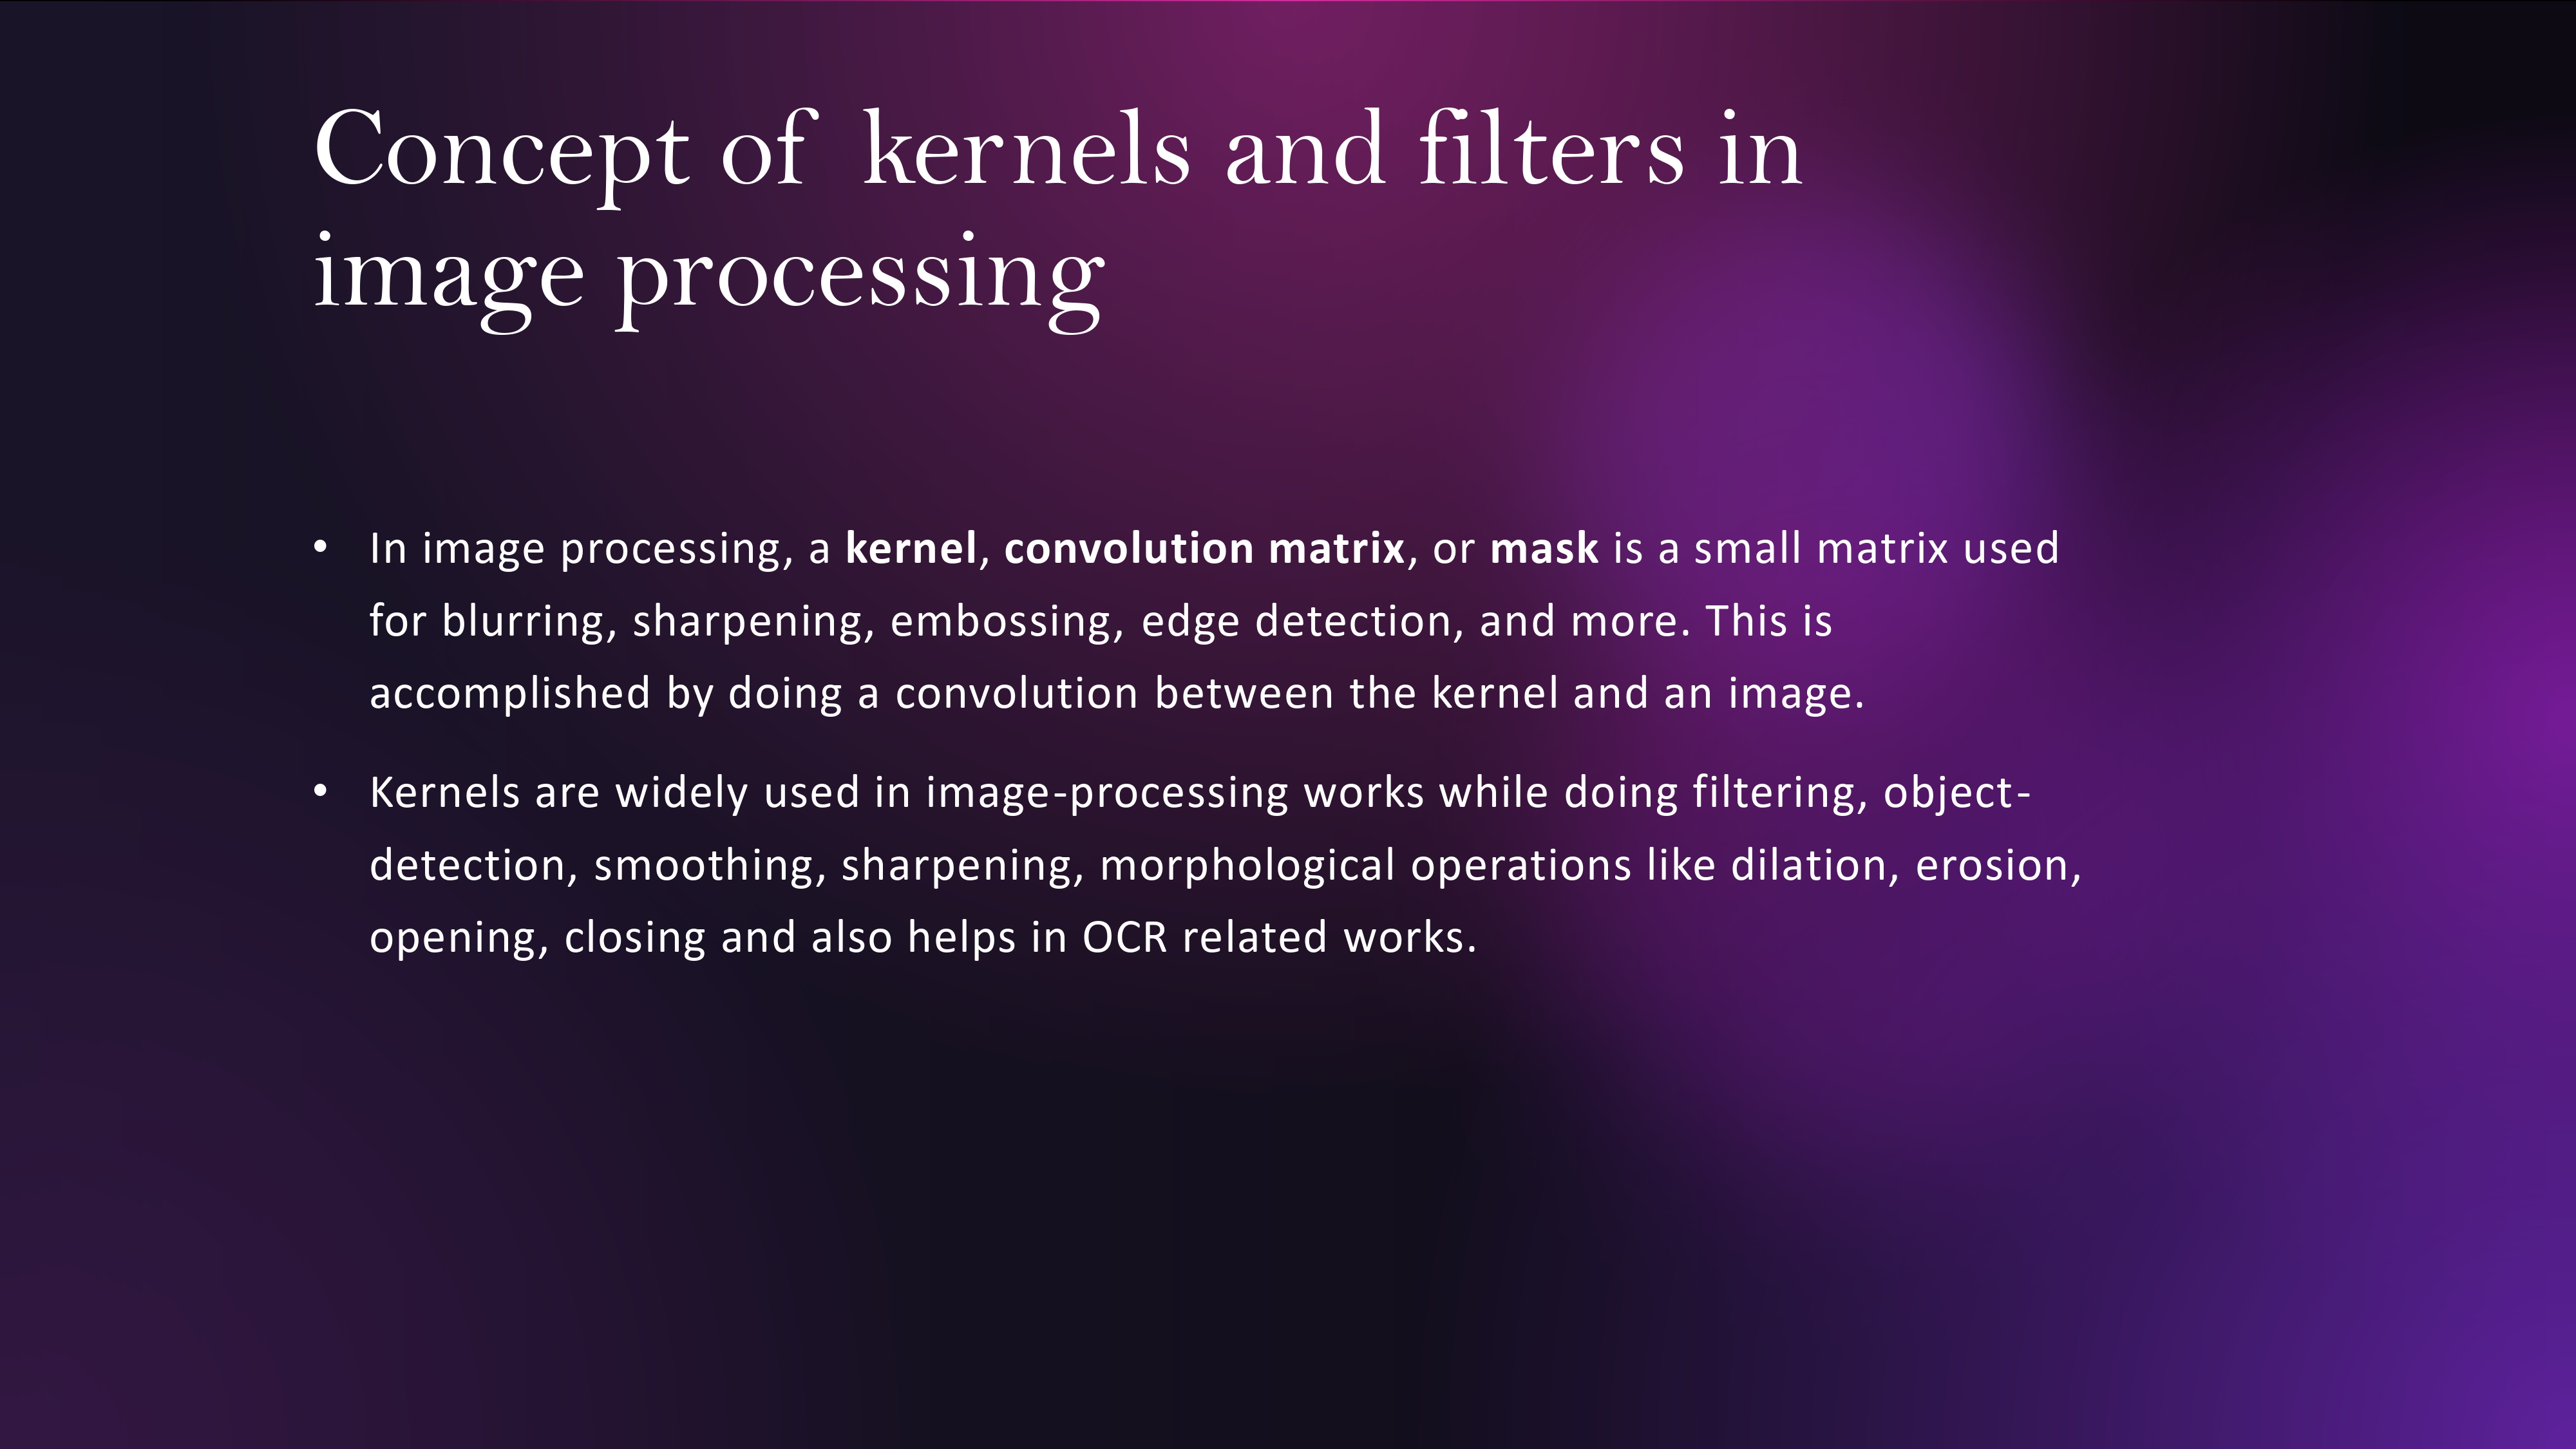 Concept of  kernels and filters in
image processing
• In image processing, a kernel, convolution matrix, or mask is a small matrix used
for blurring, sharpening, embossing, edge detection, and more. This is
accomplished by doing a convolution between the kernel and an image.
• Kernels are widely used in image-processing works while doing filtering, object-
detection, smoothing, sharpening, morphological operations like dilation, erosion,
opening, closing and also helps in OCR related works.